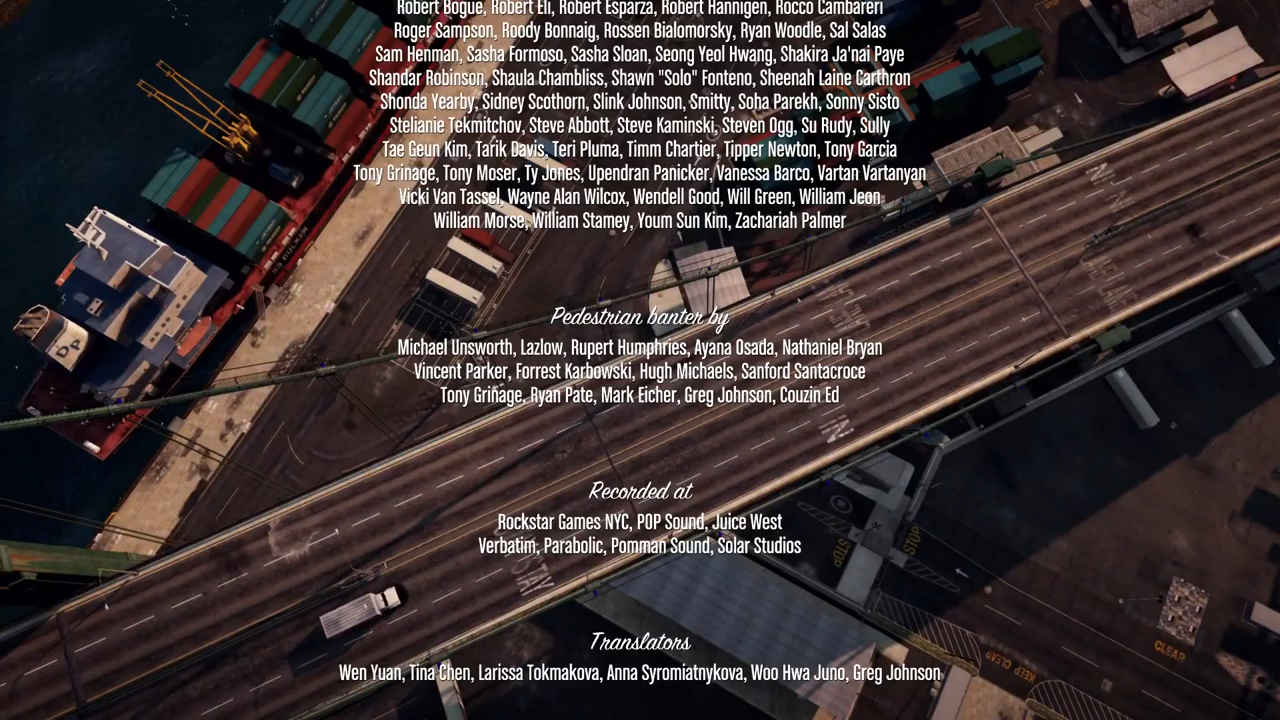 Robert Bogue, Robert Eli, Robert Esparza, Robert Hannigen, Rocco Cambareri
Roger Sampson, Roody Bonnaig, Rossen Bialomorsky, Ryan Woodle, Sal Salas
Sam Henman, Sasha Formoso, Sasha Sloan, Seong Yeol Hwang, Shakira Ja'nai Paye
Shandar Robinson, Shaula Chambliss, Shawn "Solo" Fonteno, Sheenah Laine Carthron
Shonda Yearby, Sidney Scothorn, Slink Johnson, Smitty, Soha Parekh, Sonny Sisto
Stelianie Tekmitchov, Steve Abbott, Steve Kaminski, Steven Ogg, Su Rudy, Sully
Tae Geun Kim, Tarik Davis, Teri Pluma, Timm Chartier, Tipper Newton, Tony Garcia
Tony Grinage, Tony Moser, Ty Jones, Upendran Panicker, Vanessa Barco, Vartan Vartanyan
Vicki Van Tassel, Wayne Alan Wilcox, Wendell Good, Will Green, William Jeon
William Morse, William Stamey, Youm Sun Kim, Zachariah Palmer
Pedestrian banter by
Michael Unsworth, Lazlow, Rupert Humphries, Ayana Osada, Nathaniel Bryan
Vincent Parker, Forrest Karbowski, Hugh Michaels, Sanford Santacroce
Tony Grinage, Ryan Pate, Mark Eicher, Greg Johnson, Couzin Ed
Recorded at
Rockstar Games NYC, POP Sound, Juice West
Verbatim, Parabolic, Pomman Sound, Solar Studios
Translators
Wen Yuan, Tina Chen, Larissa Tokmakova, Anna Syromiatnykova, Woo Hwa Juno, Greg Johnson
BULKER
DP
STOP
STOP
KEEP CLEAR
CLEAR